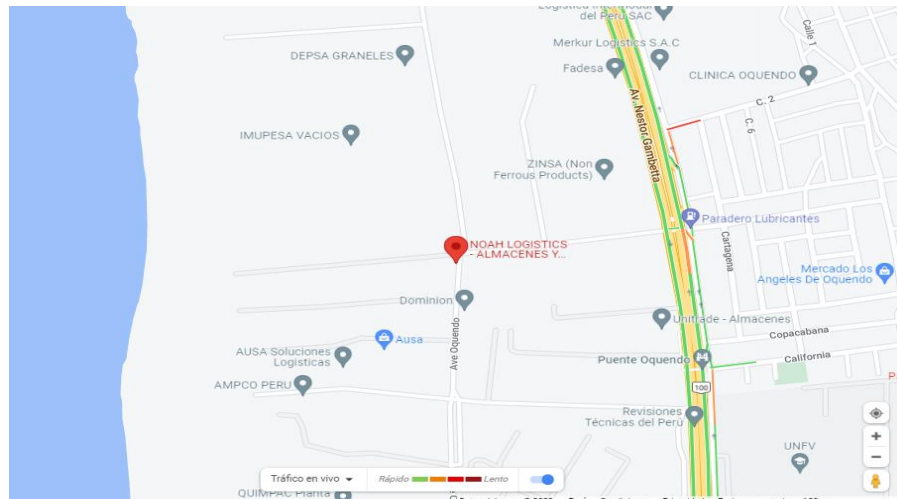 del Perú SAC
DEPSA GRANELES
Merkur Logistics S.A.C
Fadesa
Calle 1
CLINICA OQUENDO
C. 2
C. 6
Av. Nestor Gambetta
IMUPESA VACIOS
ZINSA (Non
Ferrous Products)
Paradero Lubricantes
Cartagena
NOAH LOGISTICS
- ALMACENES Y...
Mercado Los
Angeles De Oquendo
Dominion
Unitrade - Almacenes
Ausa
Ave Oquendo
Copacabana
California
AUSA Soluciones
Logisticas
Puente Oquendo
AMPCO PERU
100
Revisiones
Técnicas del Perú
UNFV
Tráfico en vivo
Rápido
Lento
QUIMPAC Planta